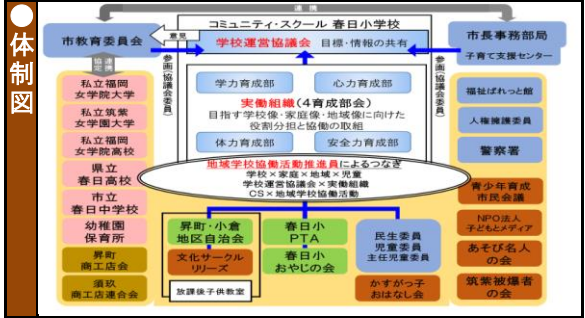 ●体制図
連携
コミュニティ・スクール 春日小学校
市教育委員会
意見
学校運営協議会 目標・情報の共有
市長事務部局
子育て支援センター
連携
協定
参画(協議会委員)
参画(協議会委員)
私立福岡
女学院大学
私立筑紫
女学園大学
私立福岡
女学院高校
県立
春日高校
市立
春日中学校
幼稚園
保育所
昇町
商工店会
須玖
商工店連合会
学力育成部
心力育成部
実働組織(4育成部会)
目指す学校像・家庭像・地域像に向けた
役割分担と協働の取組
体力育成部
安全力育成部
地域学校協働活動推進員によるつなぎ
学校×家庭×地域×児童
学校運営協議会×実働組織
CS×地域学校協働活動
昇町・小倉
地区自治会
文化サークル
リリーズ
放課後子供教室
春日小
PTA
春日小
おやじの会
民生委員
児童委員
主任児童委員
かすがっ子
おはなし会
福祉ぱれっと館
人権擁護委員
警察署
青少年育成
市民会議
NPO法人
子どもとメディア
あそび名人
の会
筑紫被爆者
の会